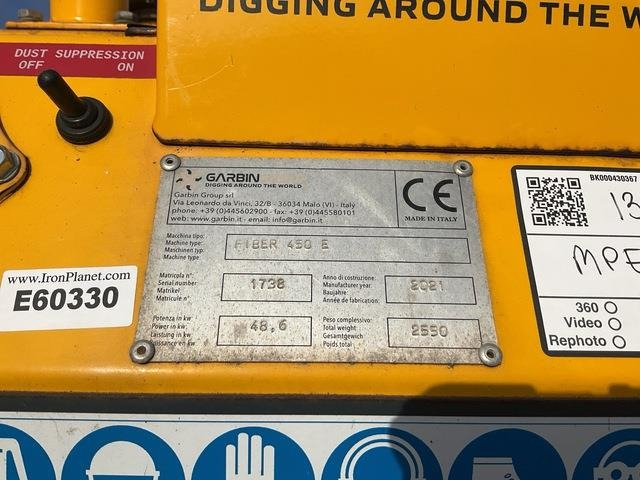 DIGGING AROUND THE W
DUST SUPPRESSION
OFF ON
GARBIN
DIGGING AROUND THE WORLD
Garbin Group srl
Via Leonardo da Vinci, 32/B - 36034 Malo (VI) - Italy
phone: +39 (0)445602900 - fax: +39 (0)445580101
web: www.garbin.it - email: info@garbin.it
CE
MADE IN ITALY
Macchina tipo:
Machine type:
Maschinen typ:
Machine type:
FIBER 450 E
Matricola n°
Serial number
Matrikel.
Matricule n°
1738
Anno di costruzione:
Manufacturer year:
Baujahre:
Année de fabrication:
2021
Potenza in kw
Power in kw
Leistung in kw
Puissance en kw
48,6
Peso complessivo:
Total weight
Gesamtgewich
Poids total
2550
www.IronPlanet.com
E60330
BK000430367
13
MPE
360
Video
Rephoto